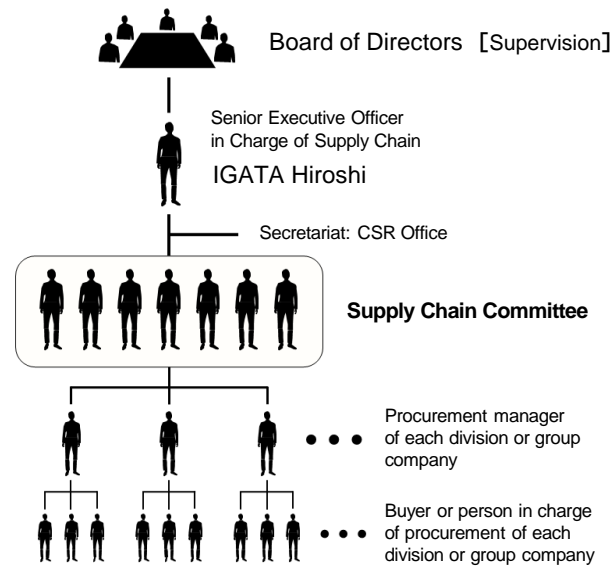 Board of Directors [Supervision]
Senior Executive Officer
in Charge of Supply Chain
IGATA Hiroshi
Secretariat: CSR Office
Supply Chain Committee
Procurement manager
of each division or group
company
Buyer or person in charge
of procurement of each
division or group company